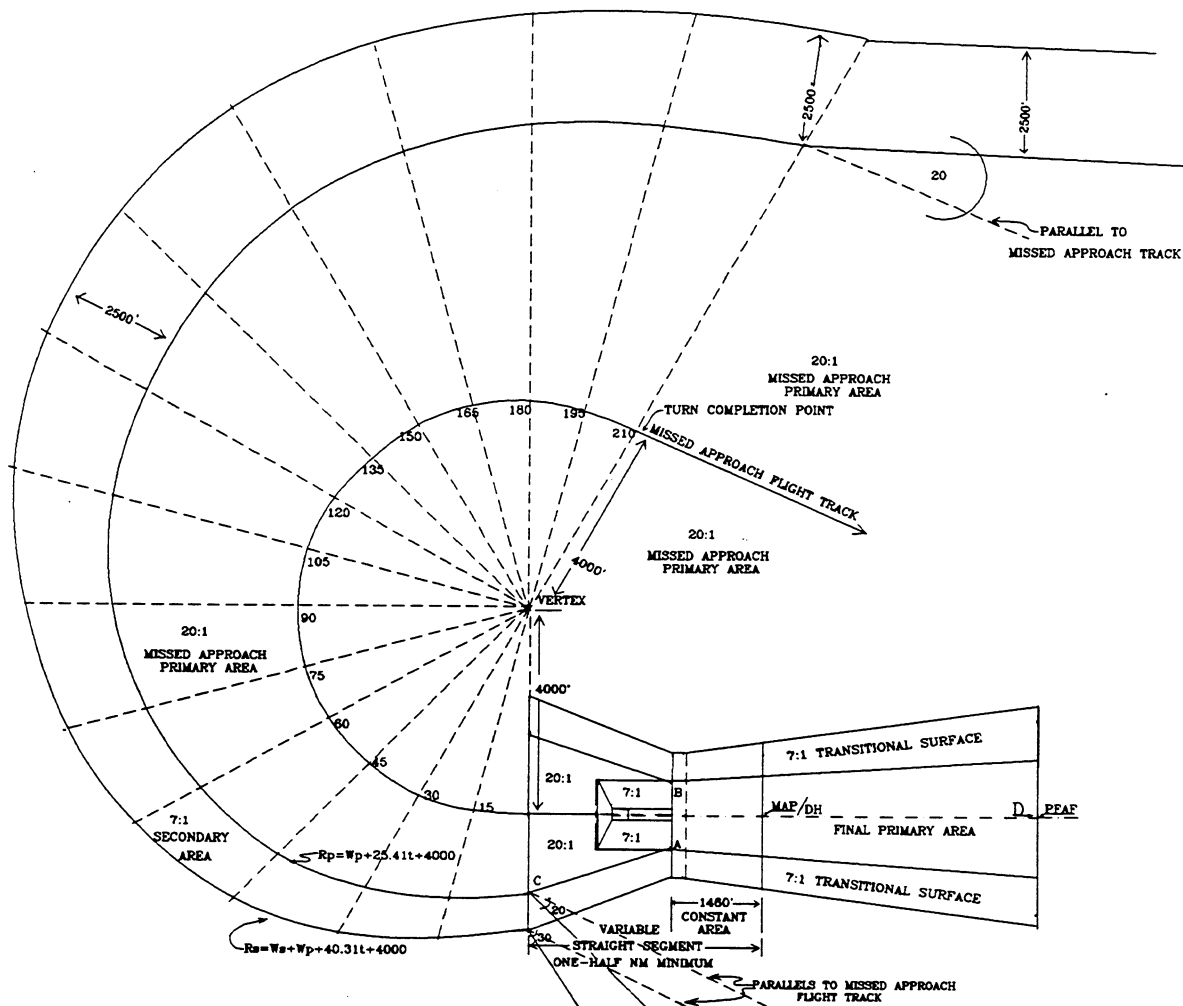 2500'
2500'
20
PARALLEL TO
MISSED APPROACH TRACK
2500'
20:1
MISSED APPROACH
PRIMARY AREA
TURN COMPLETION POINT
165
180
195
210
150
135
120
105
90
75
60
45
30
15
MISSED APPROACH FLIGHT TRACK
20:1
MISSED APPROACH
PRIMARY AREA
4000'
VERTEX
20:1
MISSED APPROACH
PRIMARY AREA
4000'
7:1 TRANSITIONAL SURFACE
20:1
7:1
B
MAP/DH
D
PFAF
7:1
SECONDARY
AREA
20:1
7:1
FINAL PRIMARY AREA
A
Rp=Wp+25.41t+4000
C
7:1 TRANSITIONAL SURFACE
20
1460'
CONSTANT
AREA
30
VARIABLE
STRAIGHT SEGMENT
ONE-HALF NM MINIMUM
Rs=Ws+Wp+40.31t+4000
PARALLELS TO MISSED APPROACH
FLIGHT TRACK